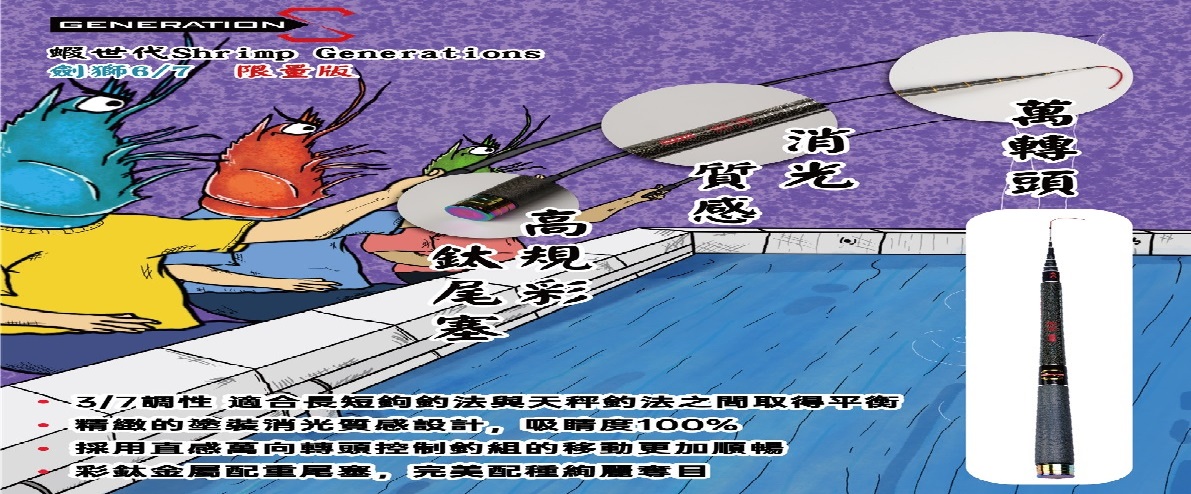 GENERATION S
蝦世代Shrimp Generations
劍獅6/7 限量版
萬轉頭
消光
質感
高規彩
鈦尾塞
• 3/7調性 適合長短鉤釣法與天秤釣法之間取得平衡
• 精緻的塗裝消光質感設計，吸睛度100%
• 採用直感萬向轉頭控制釣組的移動更加順暢
• 彩鈦金屬配重尾塞，完美配種絢麗奪目